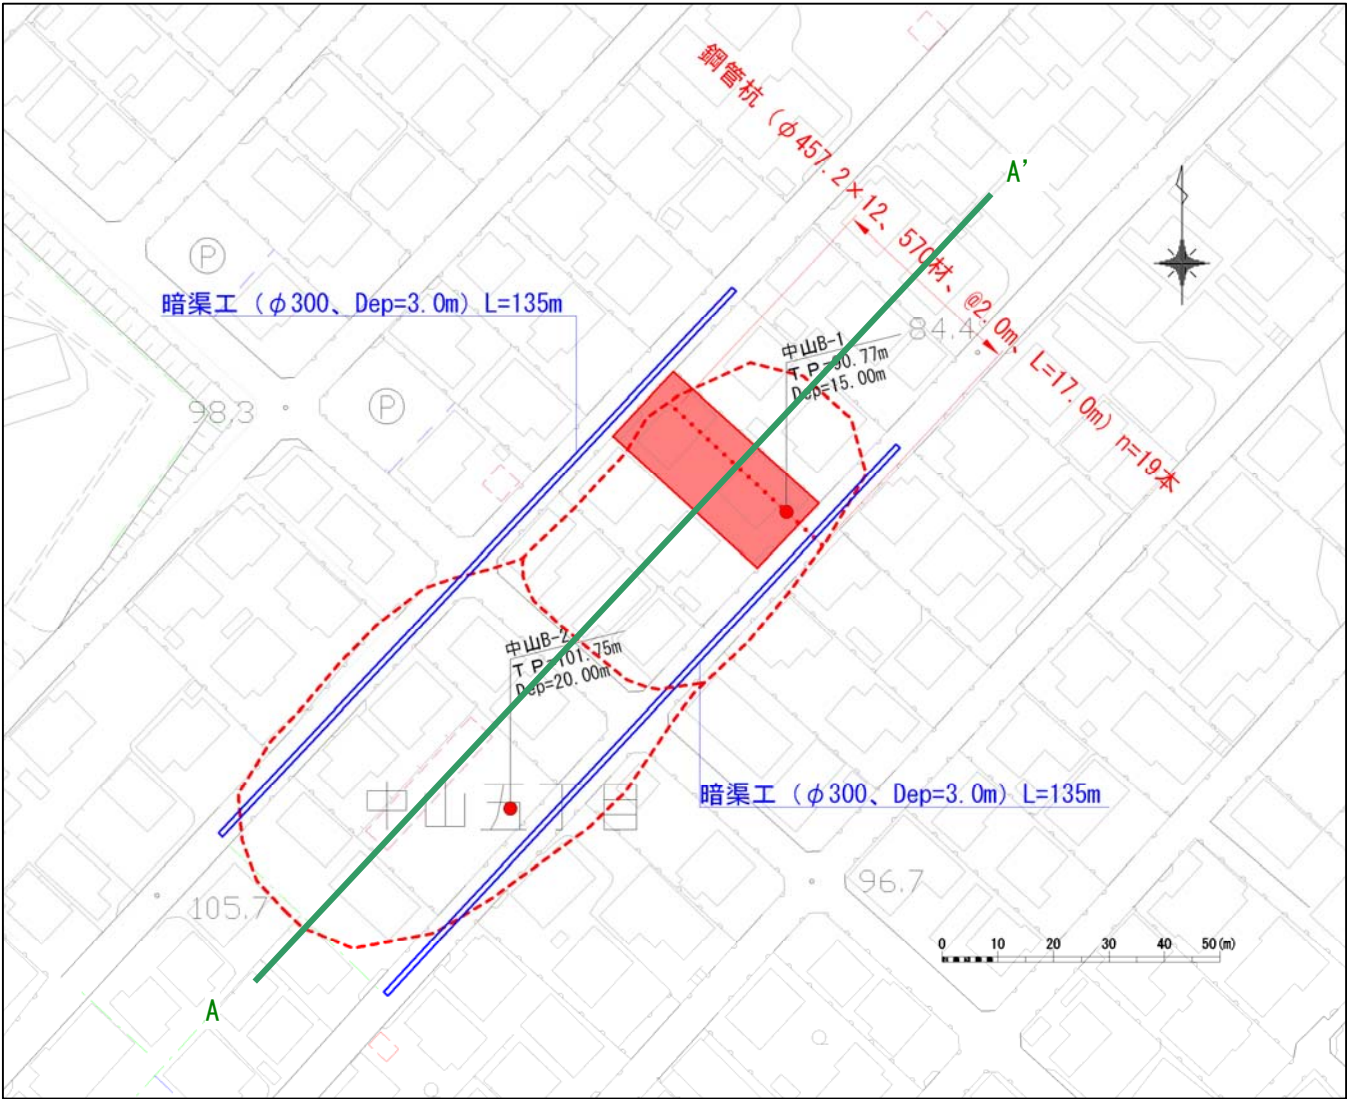 鋼管杭（φ457.2×12、570材、@2.0m、L=17.0m）n=19本
A’
P
暗渠工（φ300、Dep=3.0m）L=135m
84.4
中山B-1
T.P=90.77m
Dep=15.00m
98.3
P
中山B-2
T.P=101.75m
Dep=20.00m
中山五丁目
暗渠工（φ300、Dep=3.0m）L=135m
96.7
105.7
0 10 20 30 40 50(m)
A